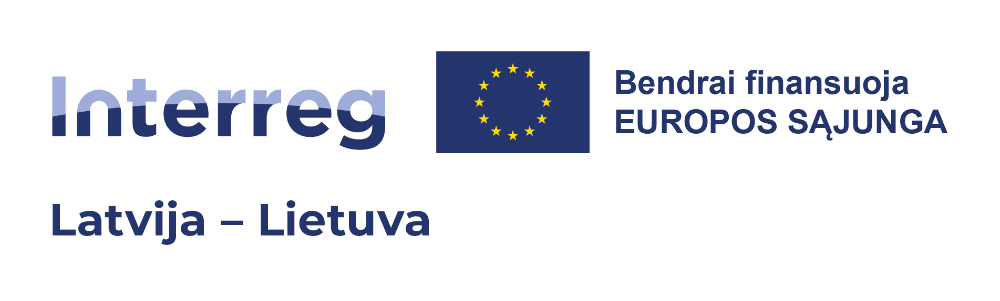 Interreg
Bendrai finansuoja
EUROPOS SĄJUNGA
Latvija – Lietuva